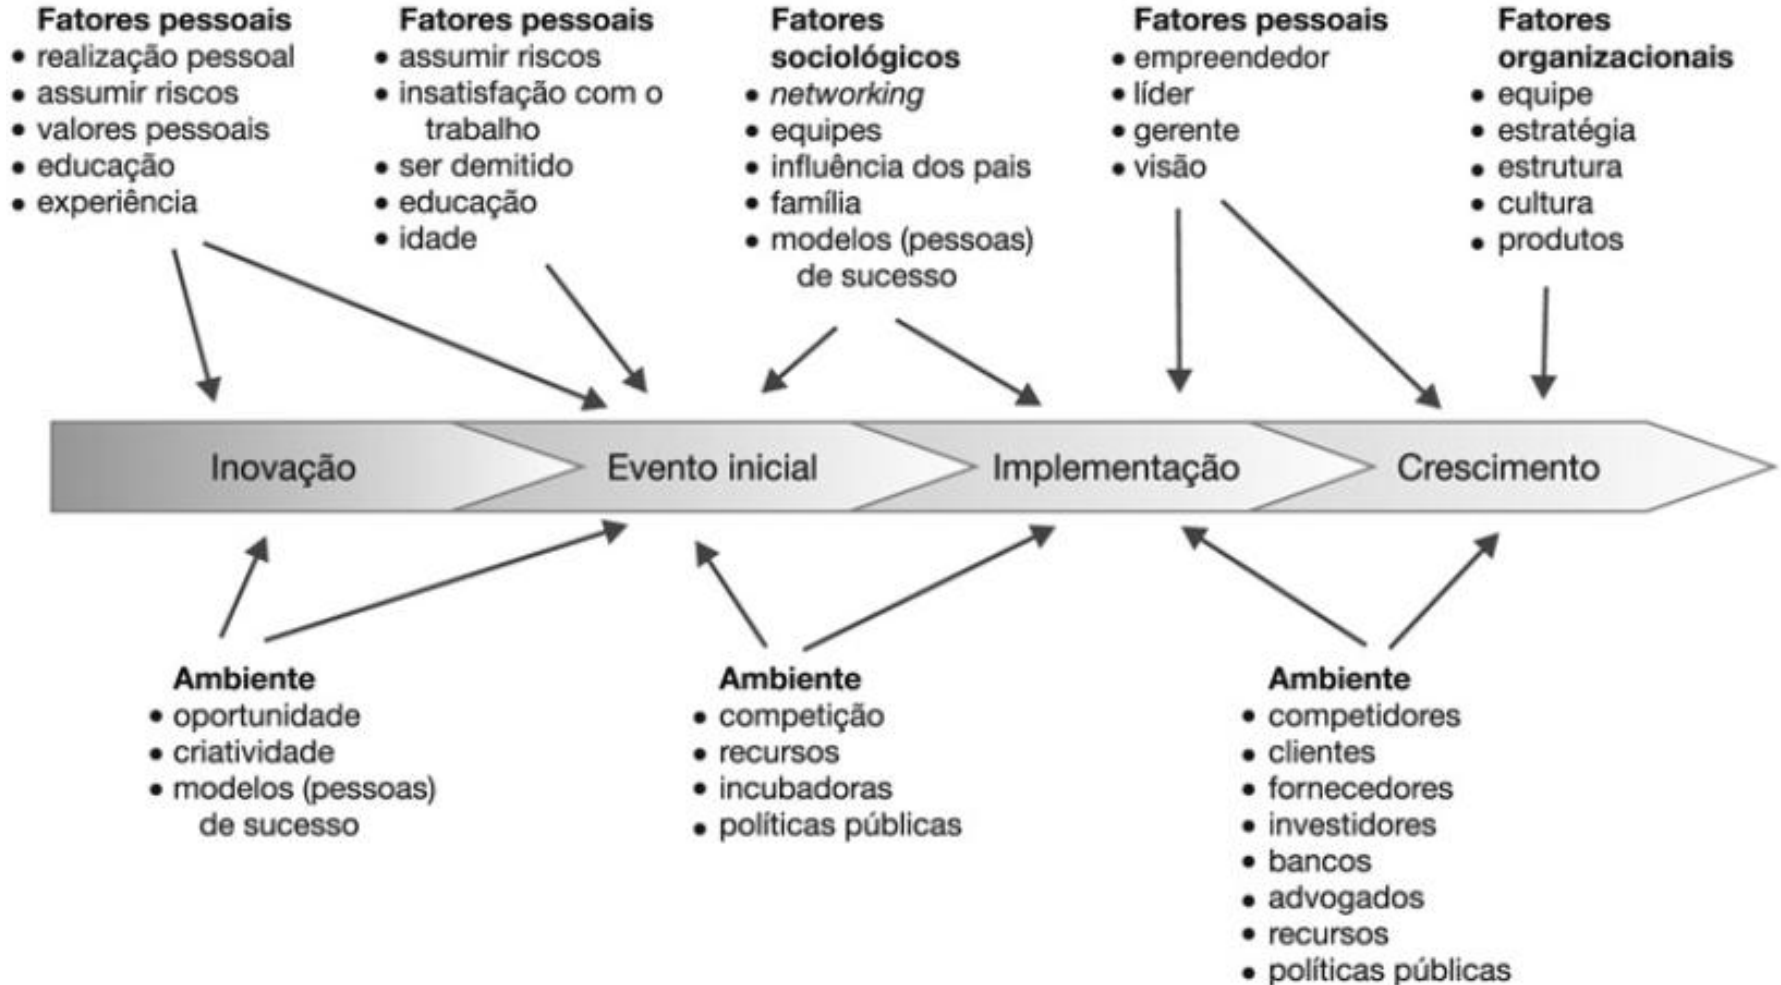 Fatores pessoais
• realização pessoal
• assumir riscos
• valores pessoais
• educação
• experiência
Fatores pessoais
• assumir riscos
• insatisfação com o
trabalho
• ser demitido
• educação
• idade
Fatores
sociológicos
• networking
• equipes
• influência dos pais
• família
• modelos (pessoas)
de sucesso
Fatores pessoais
• empreendedor
• líder
• gerente
• visão
Fatores
organizacionais
• equipe
• estratégia
• estrutura
• cultura
• produtos
Inovação
Evento inicial
Implementação
Crescimento
Ambiente
• oportunidade
• criatividade
• modelos (pessoas)
de sucesso
Ambiente
• competição
• recursos
• incubadoras
• políticas públicas
Ambiente
• competidores
• clientes
• fornecedores
• investidores
• bancos
• advogados
• recursos
• políticas públicas